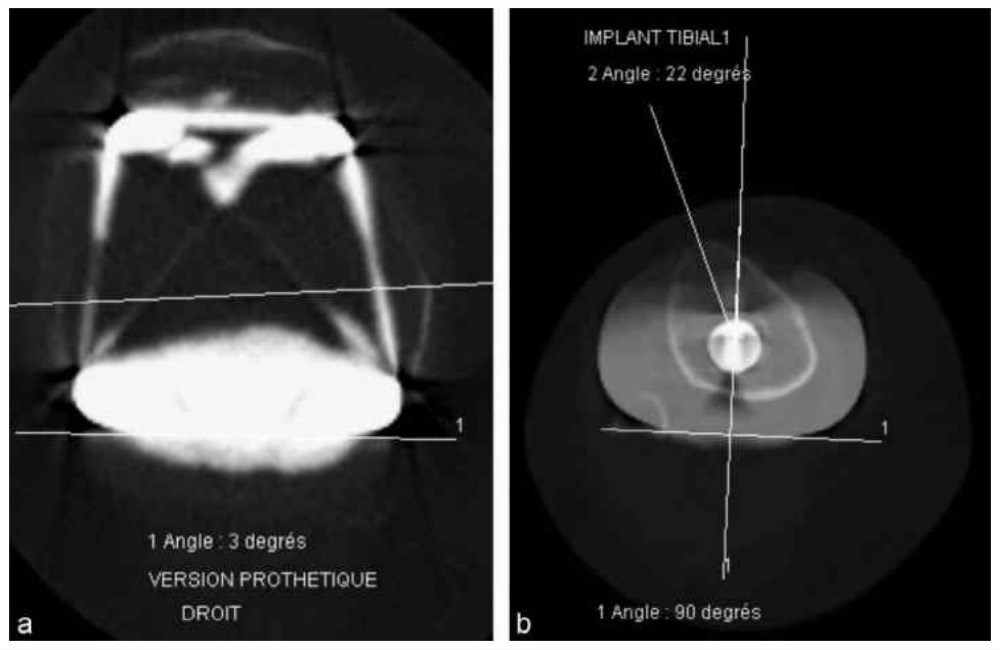 1
1 Angle : 3 degrés
VERSION PROTHETIQUE
DROIT
a
IMPLANT TIBIAL1
2 Angle : 22 degrés
1
1
1 Angle : 90 degrés
b